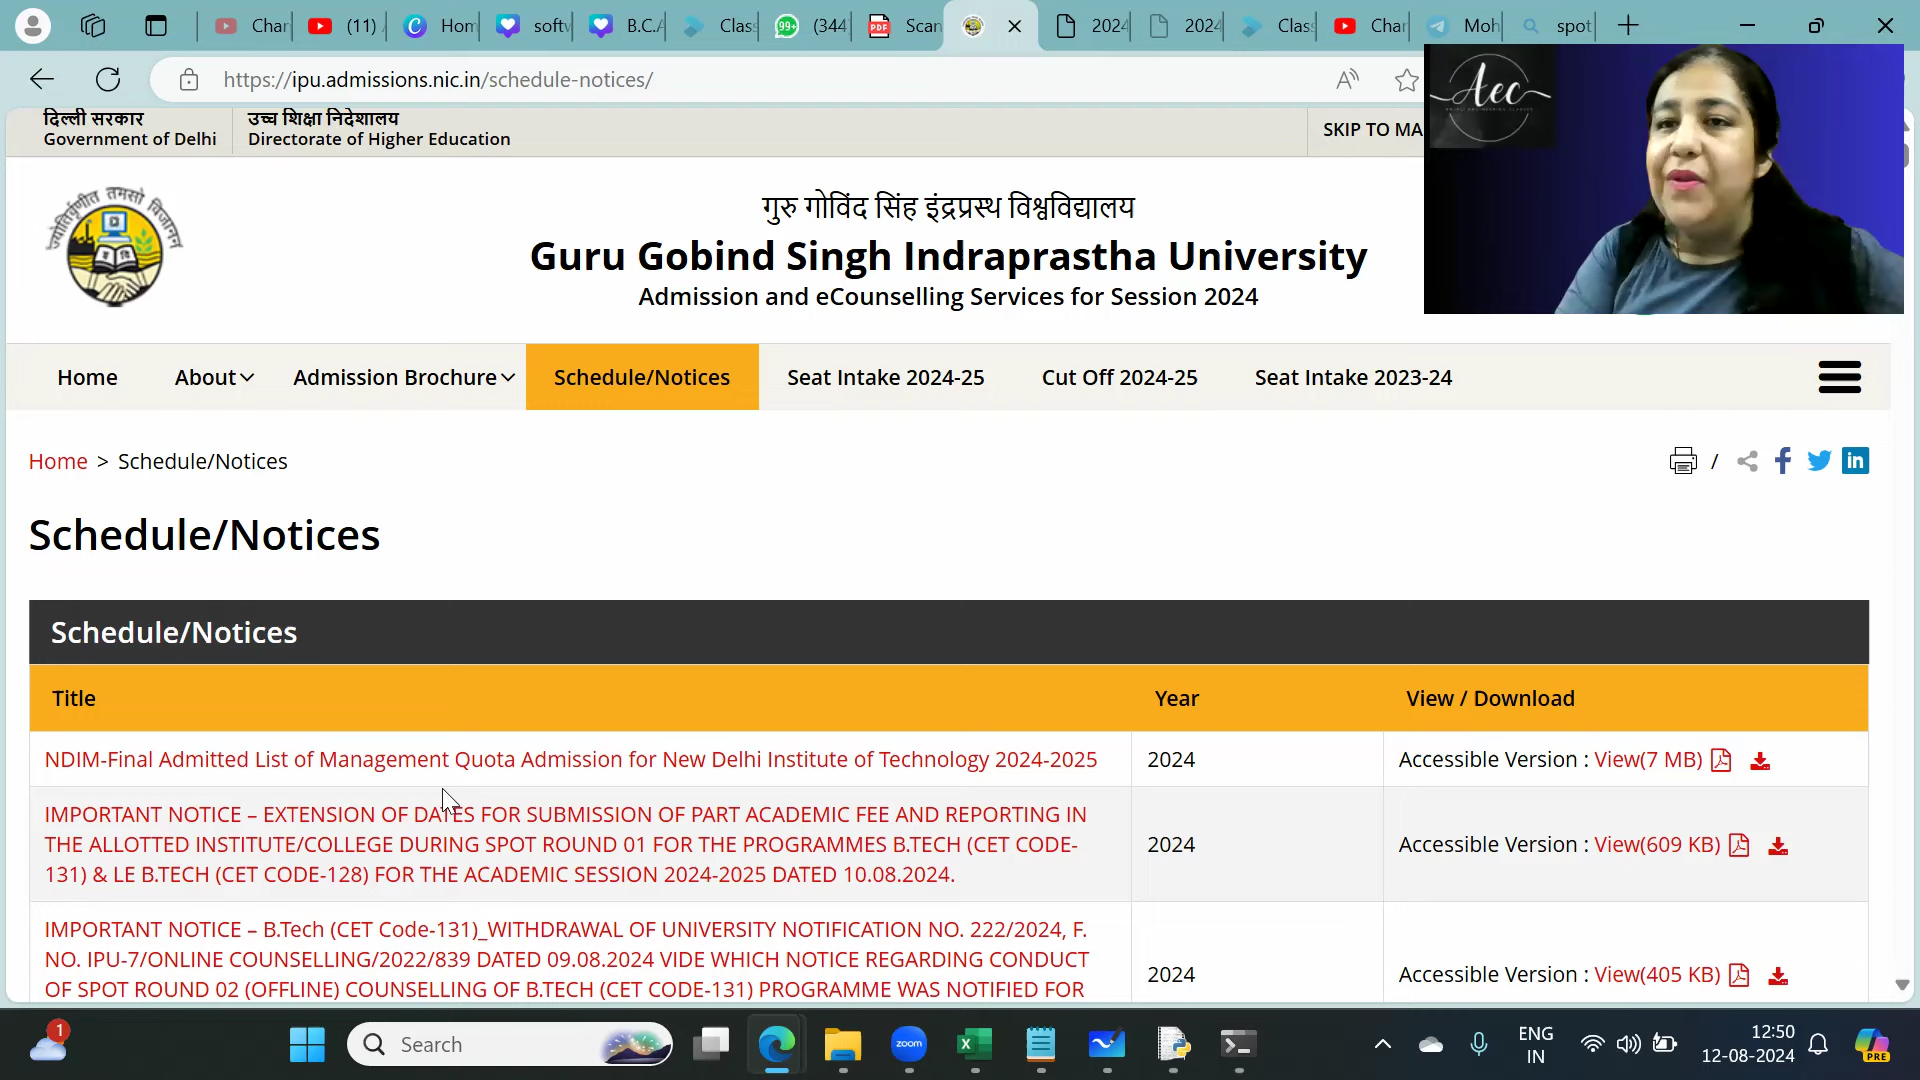 Char
(11)
Hom
softw
B.C.A
Class
99+
(344
PDF
Scan
2024
2024
Class
Char
Moh
spot
https://ipu.admissions.nic.in/schedule-notices/
दिल्ली सरकार
Government of Delhi
उच्च शिक्षा निदेशालय
Directorate of Higher Education
SKIP TO MA
Aec
गुरु गोविंद सिंह इंद्रप्रस्थ विश्वविद्यालय
Guru Gobind Singh Indraprastha University
Admission and eCounselling Services for Session 2024
Home
About
Admission Brochure
Schedule/Notices
Seat Intake 2024-25
Cut Off 2024-25
Seat Intake 2023-24
Home > Schedule/Notices
/
Schedule/Notices
Schedule/Notices
Title
Year
View / Download
NDIM-Final Admitted List of Management Quota Admission for New Delhi Institute of Technology 2024-2025
2024
Accessible Version : View(7 MB)
IMPORTANT NOTICE – EXTENSION OF DATES FOR SUBMISSION OF PART ACADEMIC FEE AND REPORTING IN
THE ALLOTTED INSTITUTE/COLLEGE DURING SPOT ROUND 01 FOR THE PROGRAMMES B.TECH (CET CODE-
131) & LE B.TECH (CET CODE-128) FOR THE ACADEMIC SESSION 2024-2025 DATED 10.08.2024.
2024
Accessible Version : View(609 KB)
IMPORTANT NOTICE – B.Tech (CET Code-131)_WITHDRAWAL OF UNIVERSITY NOTIFICATION NO. 222/2024, F.
NO. IPU-7/ONLINE COUNSELLING/2022/839 DATED 09.08.2024 VIDE WHICH NOTICE REGARDING CONDUCT
OF SPOT ROUND 02 (OFFLINE) COUNSELLING OF B.TECH (CET CODE-131) PROGRAMME WAS NOTIFIED FOR
2024
Accessible Version : View(405 KB)
1
Search
zoom
ENG
IN
12:50
12-08-2024
PRE